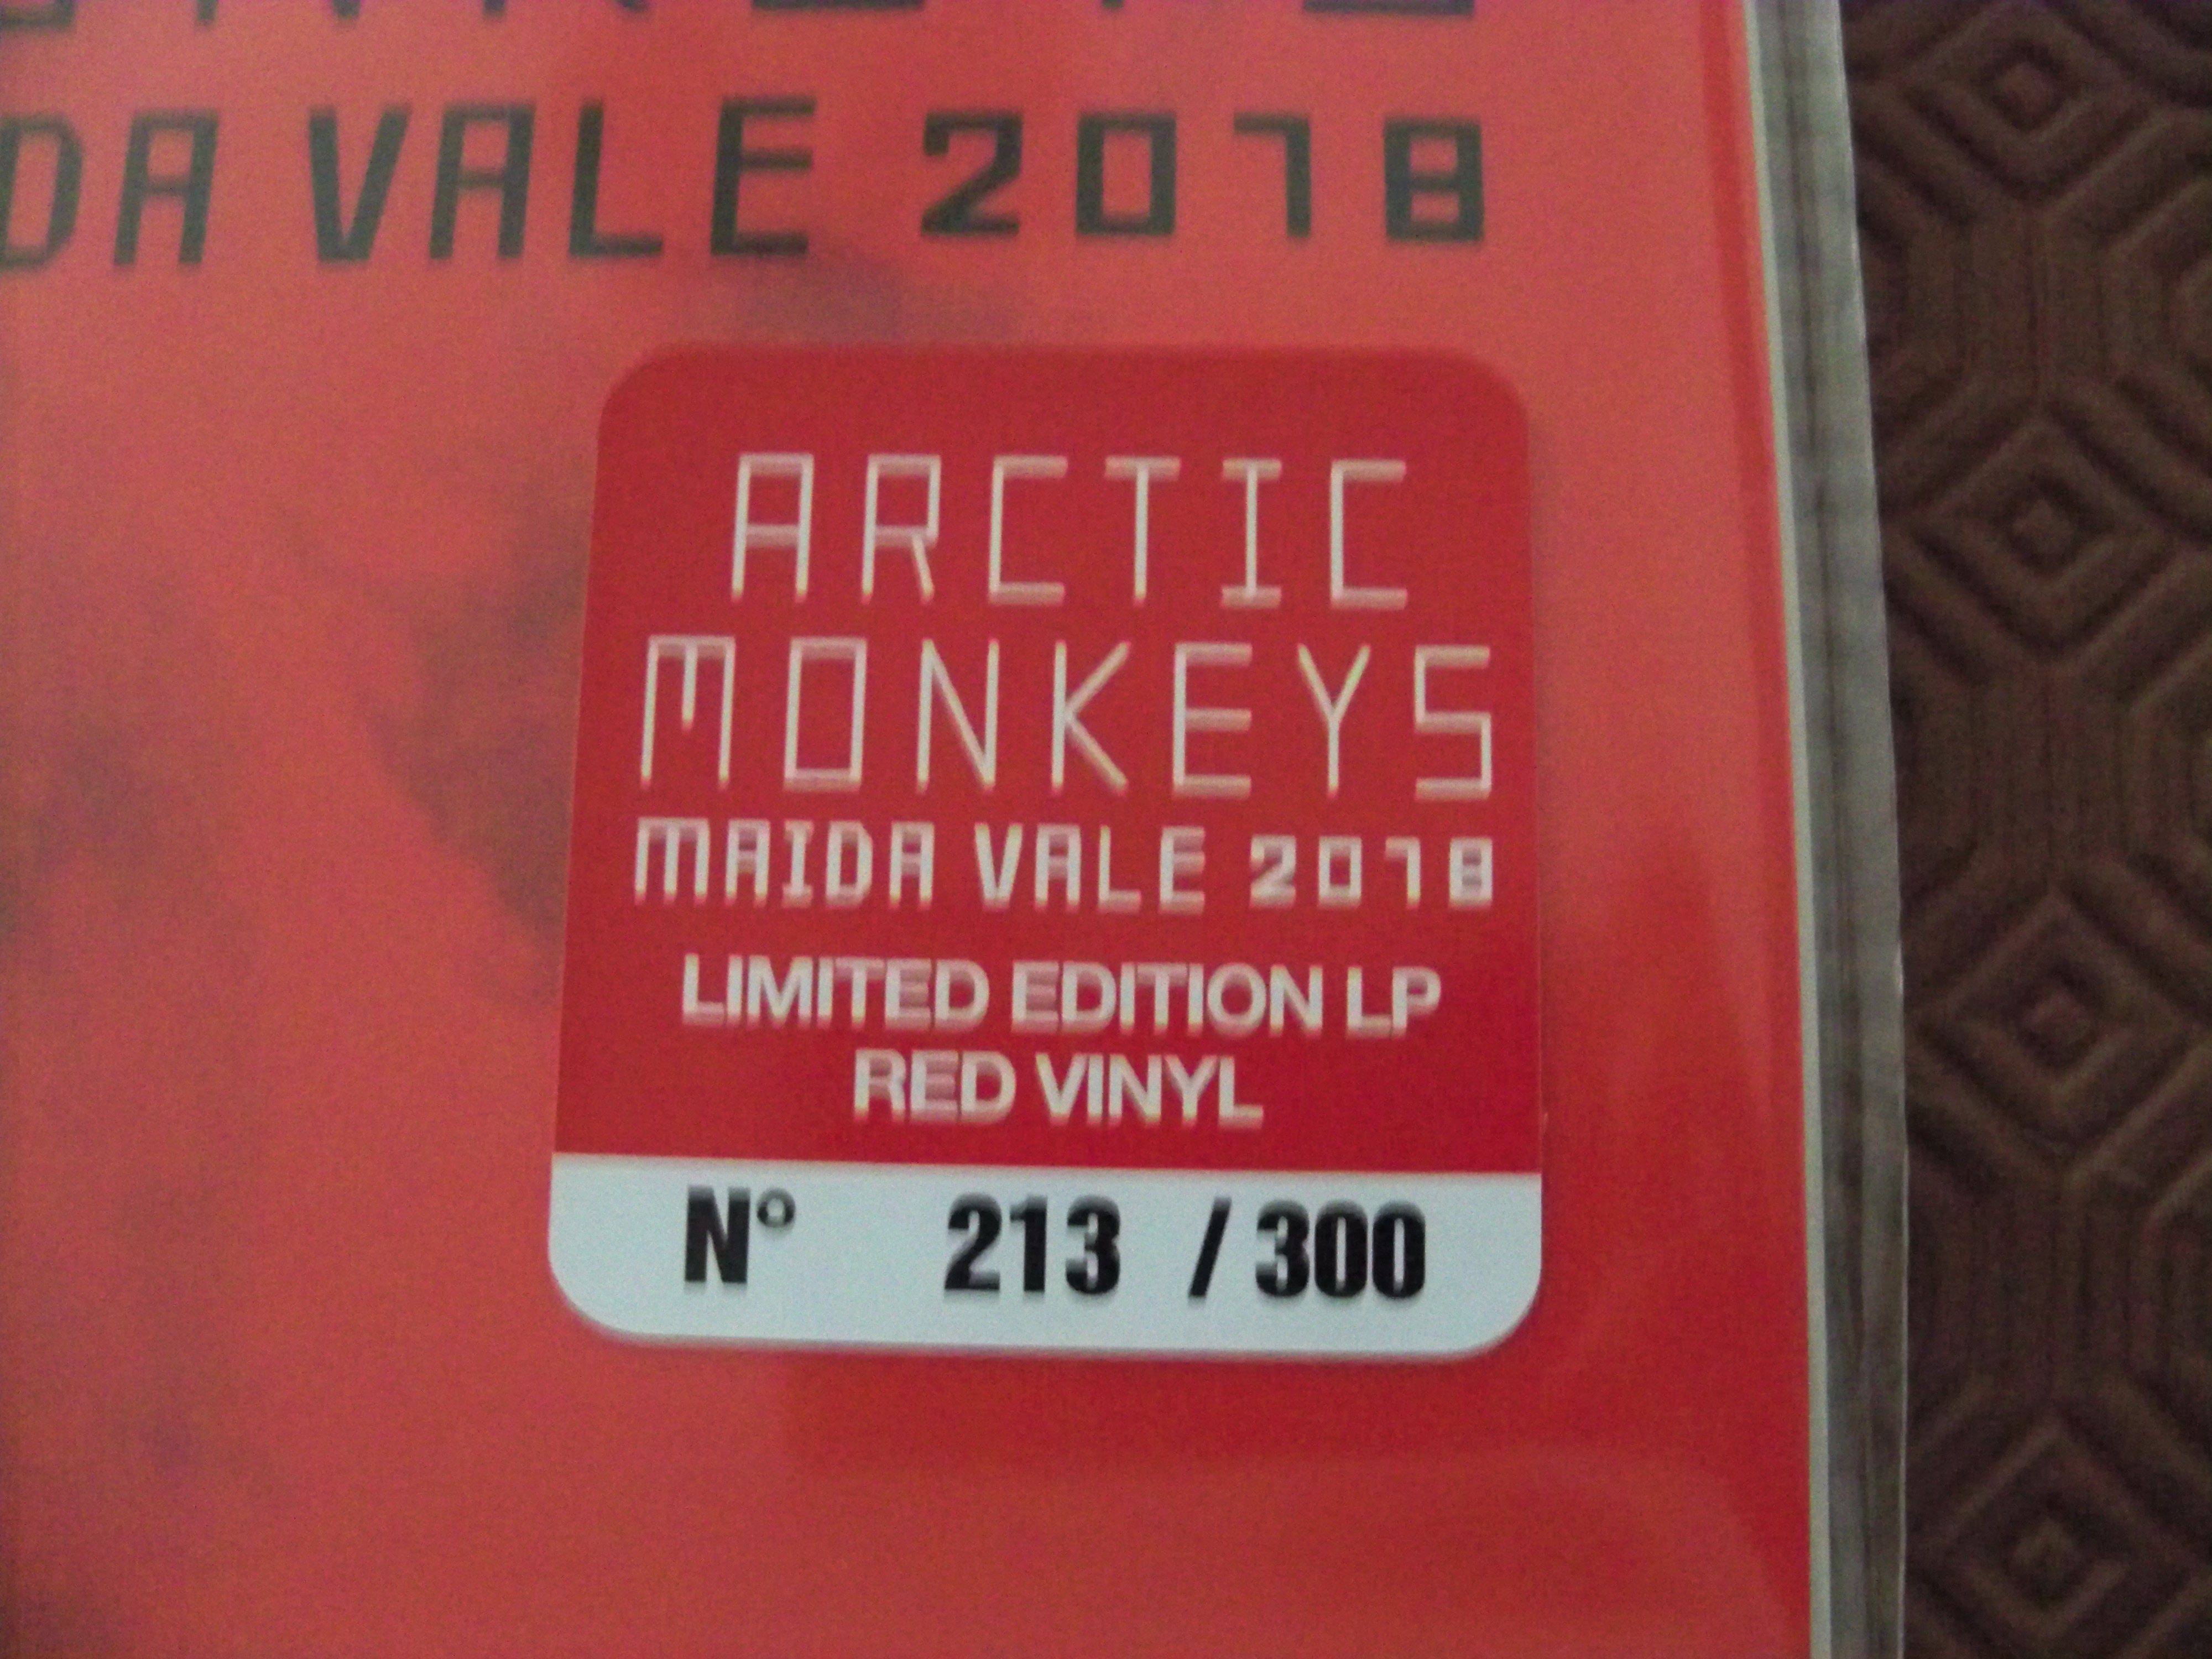 DA VALE 2018
ARCTIC
MONKEYS
MAIDA VALE 2018
LIMITED EDITION LP
RED VINYL
N° 213 / 300